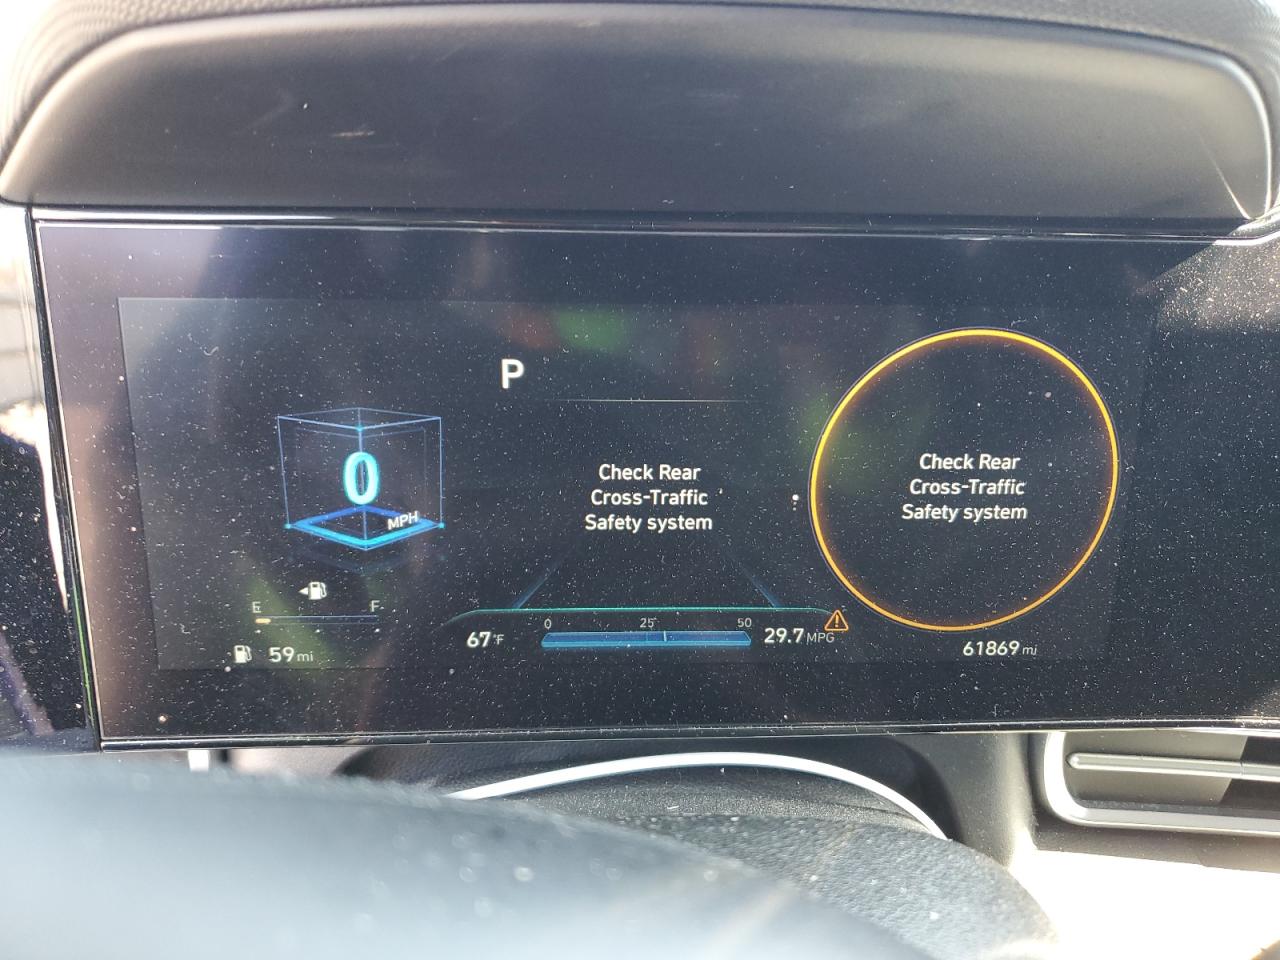 P
0
MPH
Check Rear
Cross-Traffic
Safety system
Check Rear
Cross-Traffic
Safety system
E F
59 mi
67°F
0 25 50
29.7 MPG
61869 mi